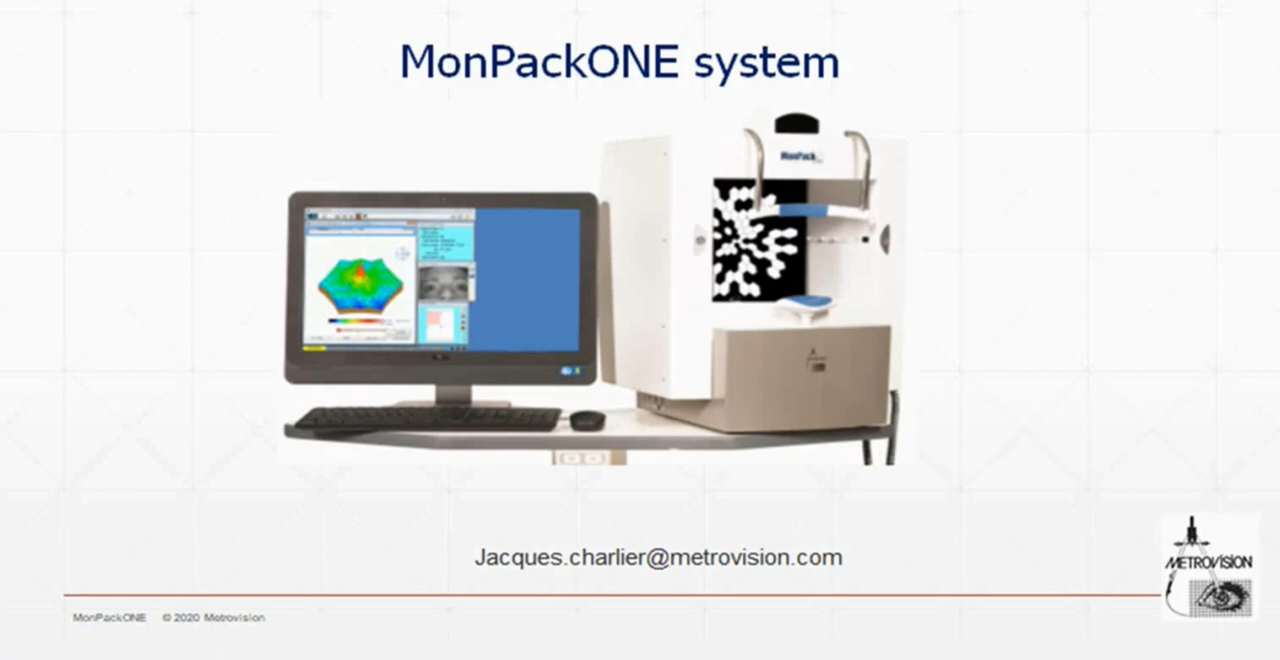 MonPackONE system
MonPack
Jacques.charlier@metrovision.com
METROVISION
MonPackONE © 2020 Metrovision